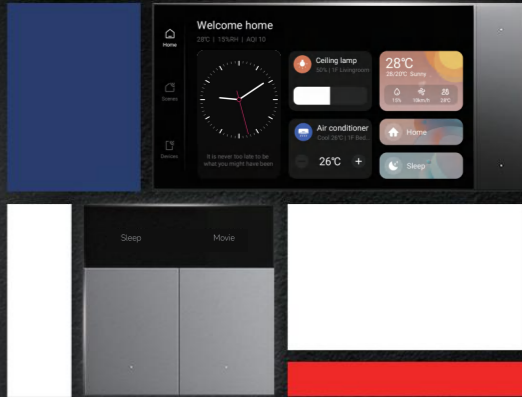 Welcome home
28℃ | 15%RH | AQI 10
Home
Scenes
Devices
It is never too late to be
what you might have been
Ceiling lamp
50% | 1F Livingroom
Air conditioner
Cool 26℃ | 1F Bed...
26℃ +
28℃
28/20℃ Sunny
15% 10km/h 28℃
Home
Sleep
Sleep Movie